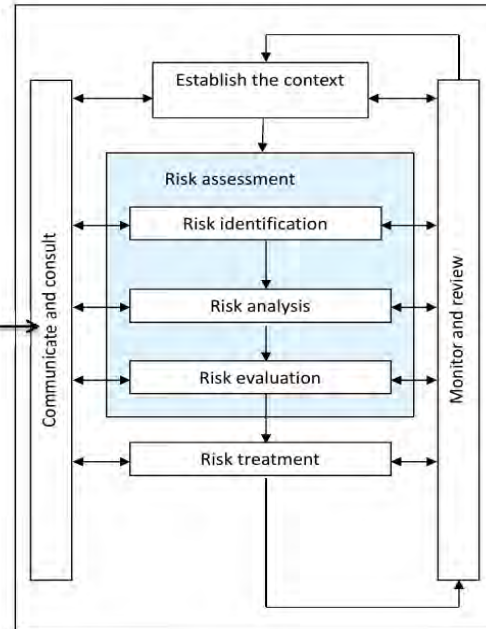 Establish the context
Risk assessment
Risk identification
Risk analysis
Risk evaluation
Risk treatment
Communicate and consult
Monitor and review